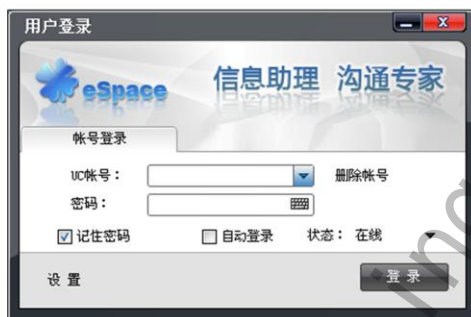 用户登录
eSpace 信息助理 沟通专家
帐号登录
UC帐号： 删除帐号
密码：
记住密码 自动登录 状态： 在线
设 置 登 录